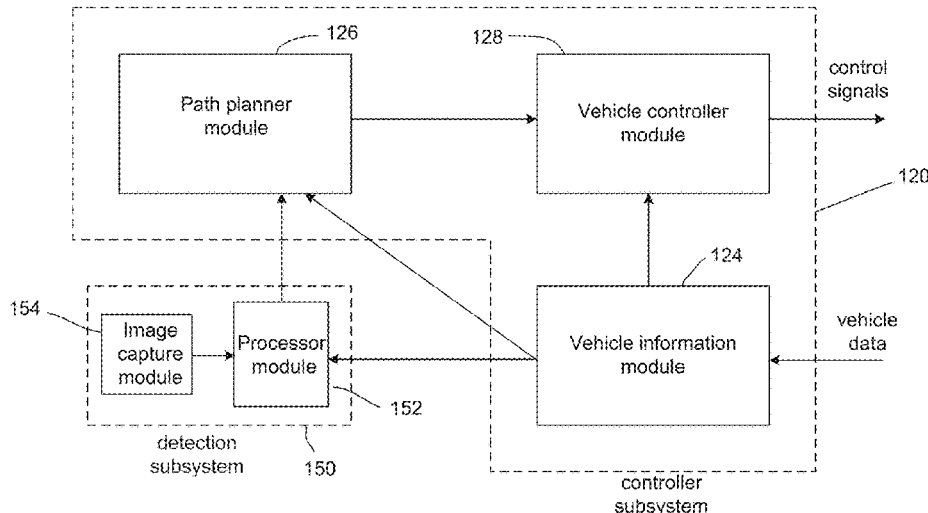 126
128
Path planner
module
Vehicle controller
module
control
signals
120
124
154
Image
capture
module
Processor
module
Vehicle information
module
vehicle
data
152
detection
subsystem
150
controller
subsystem